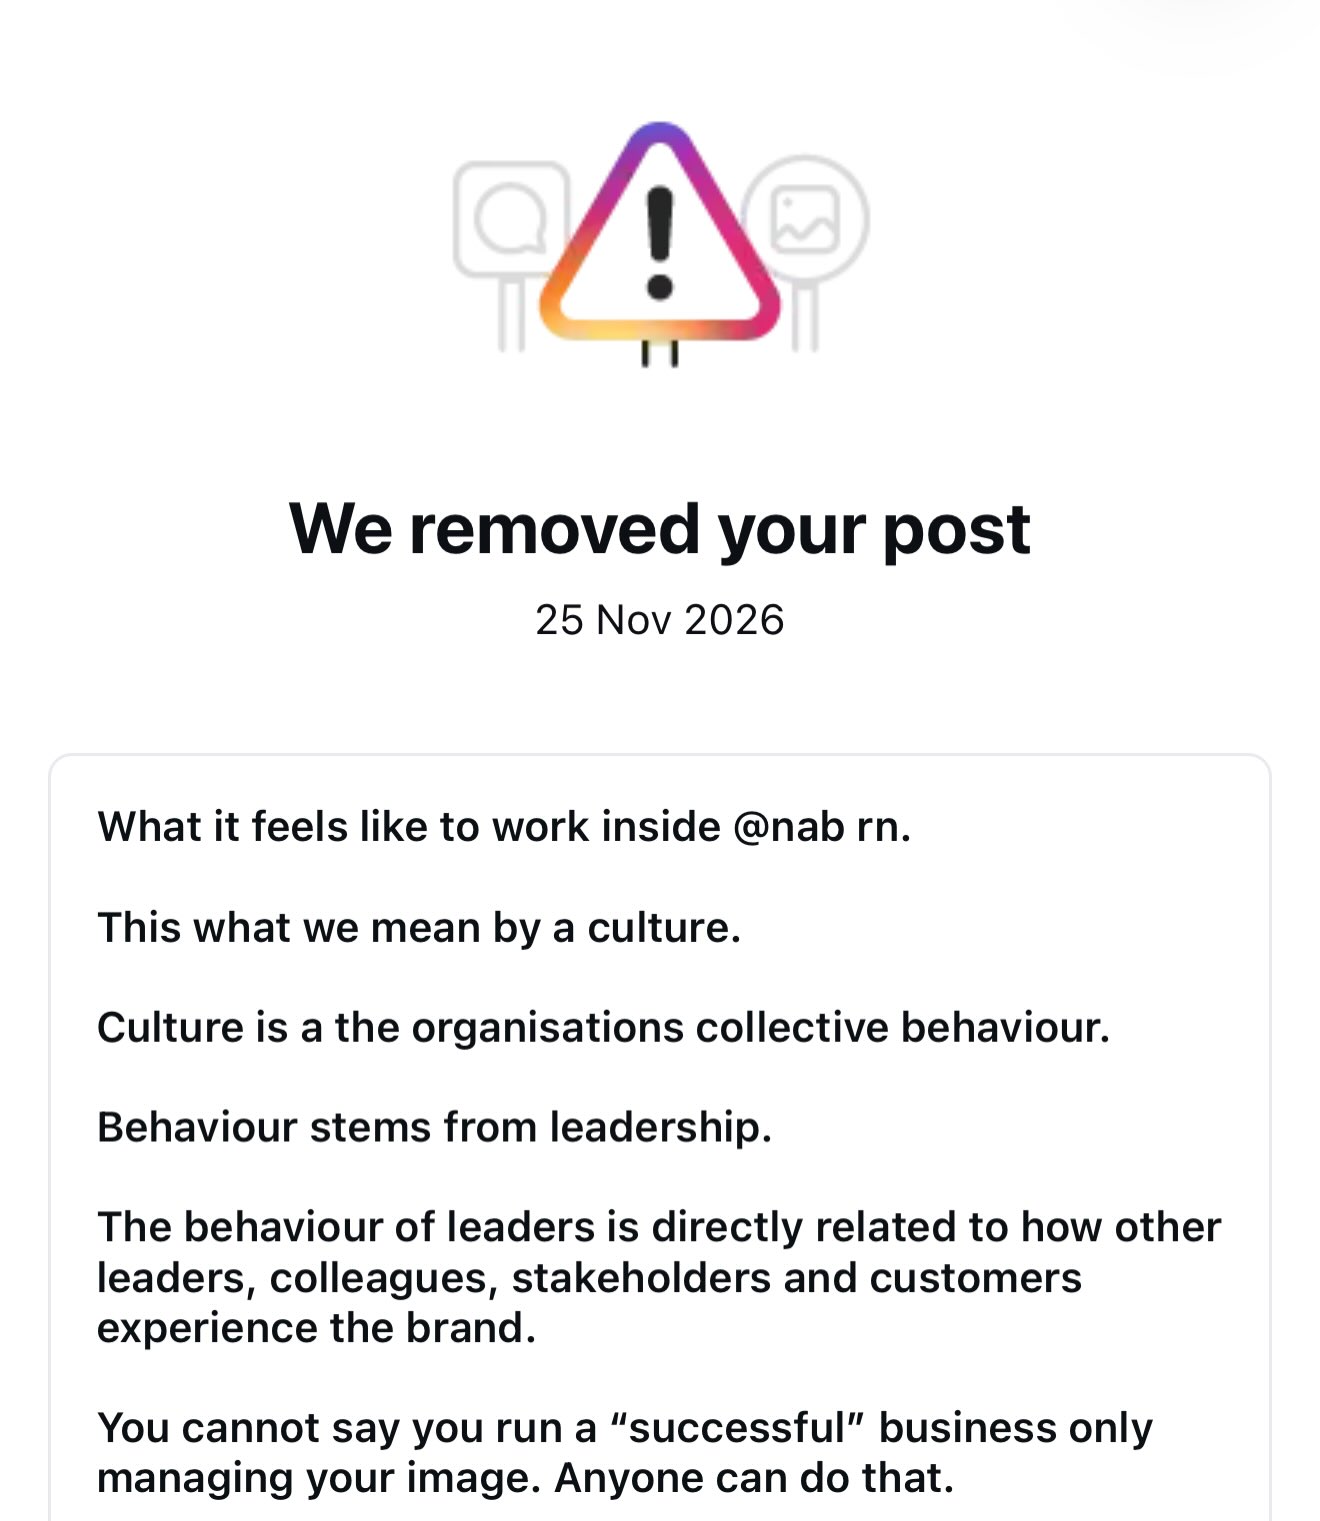 We removed your post
25 Nov 2026
What it feels like to work inside @nab rn.
This what we mean by a culture.
Culture is a the organisations collective behaviour.
Behaviour stems from leadership.
The behaviour of leaders is directly related to how other
leaders, colleagues, stakeholders and customers
experience the brand.
You cannot say you run a “successful” business only
managing your image. Anyone can do that.